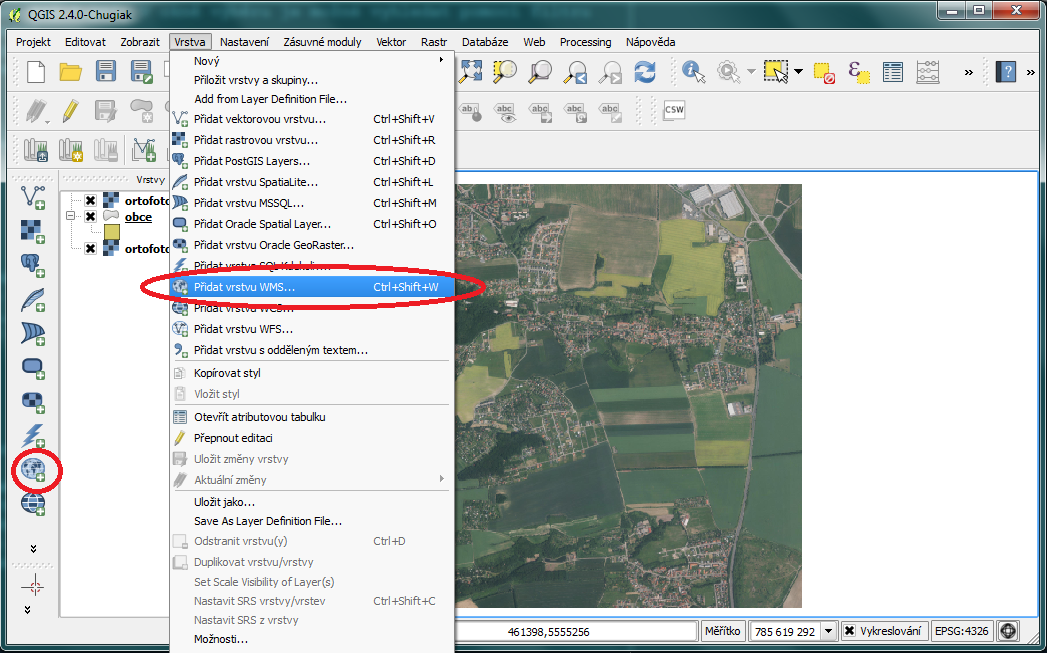 QGIS 2.4.0-Chugiak
Projekt Editovat Zobrazit Vrstva Nastavení Zásuvné moduly Vektor Rastr Databáze Web Processing Nápověda
Nový
Přiložit vrstvy a skupiny...
Add from Layer Definition File...
Přidat vektorovou vrstvu... Ctrl+Shift+V
Přidat rastrovou vrstvu... Ctrl+Shift+R
Přidat PostGIS Layers... Ctrl+Shift+D
Přidat vrstvu SpatiaLite... Ctrl+Shift+L
Přidat vrstvu MSSQL... Ctrl+Shift+M
Přidat Oracle Spatial Layer... Ctrl+Shift+O
Přidat vrstvu Oracle GeoRaster...
Přidat vrstvu SQL
Přidat vrstvu WMS... Ctrl+Shift+W
Přidat vrstvu WCS...
Přidat vrstvu WFS...
Přidat vrstvu s odděleným textem...
Kopírovat styl
Vložit styl
Otevřít atributovou tabulku
Přepnout editaci
Uložit změny vrstvy
Aktuální změny
Uložit jako...
Save As Layer Definition File...
Odstranit vrstvu(y) Ctrl+D
Duplikovat vrstvu/vrstvy
Set Scale Visibility of Layer(s)
Nastavit SRS vrstvy/vrstev Ctrl+Shift+C
Nastavit SRS z vrstvy
Možnosti...
Vrstvy
ortofoto
obce
ortofoto
abc
abc
abc
abc
CSW
461398,5555256
Měřítko
785 619 292
Vykreslování
EPSG:4326